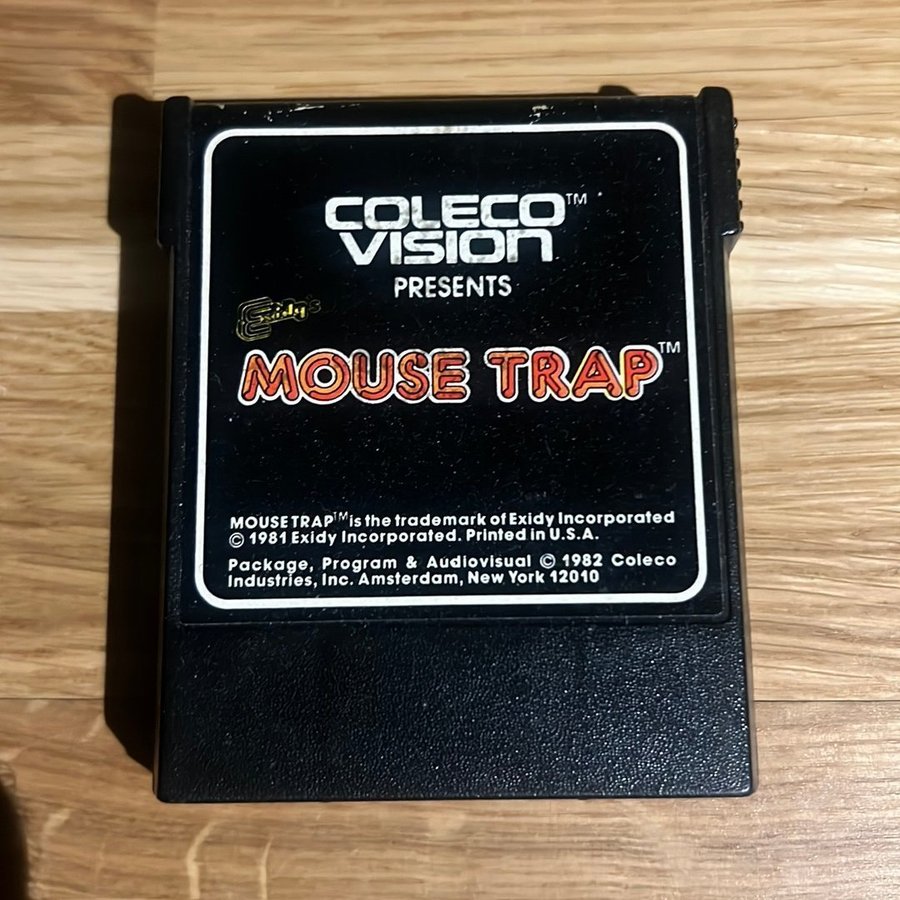 COLECO™
VISION
PRESENTS
Exidy's
MOUSE TRAP™
MOUSE TRAP™ is the trademark of Exidy Incorporated
© 1981 Exidy Incorporated. Printed in U.S.A.
Package, Program & Audiovisual © 1982 Coleco
Industries, Inc. Amsterdam, New York 12010